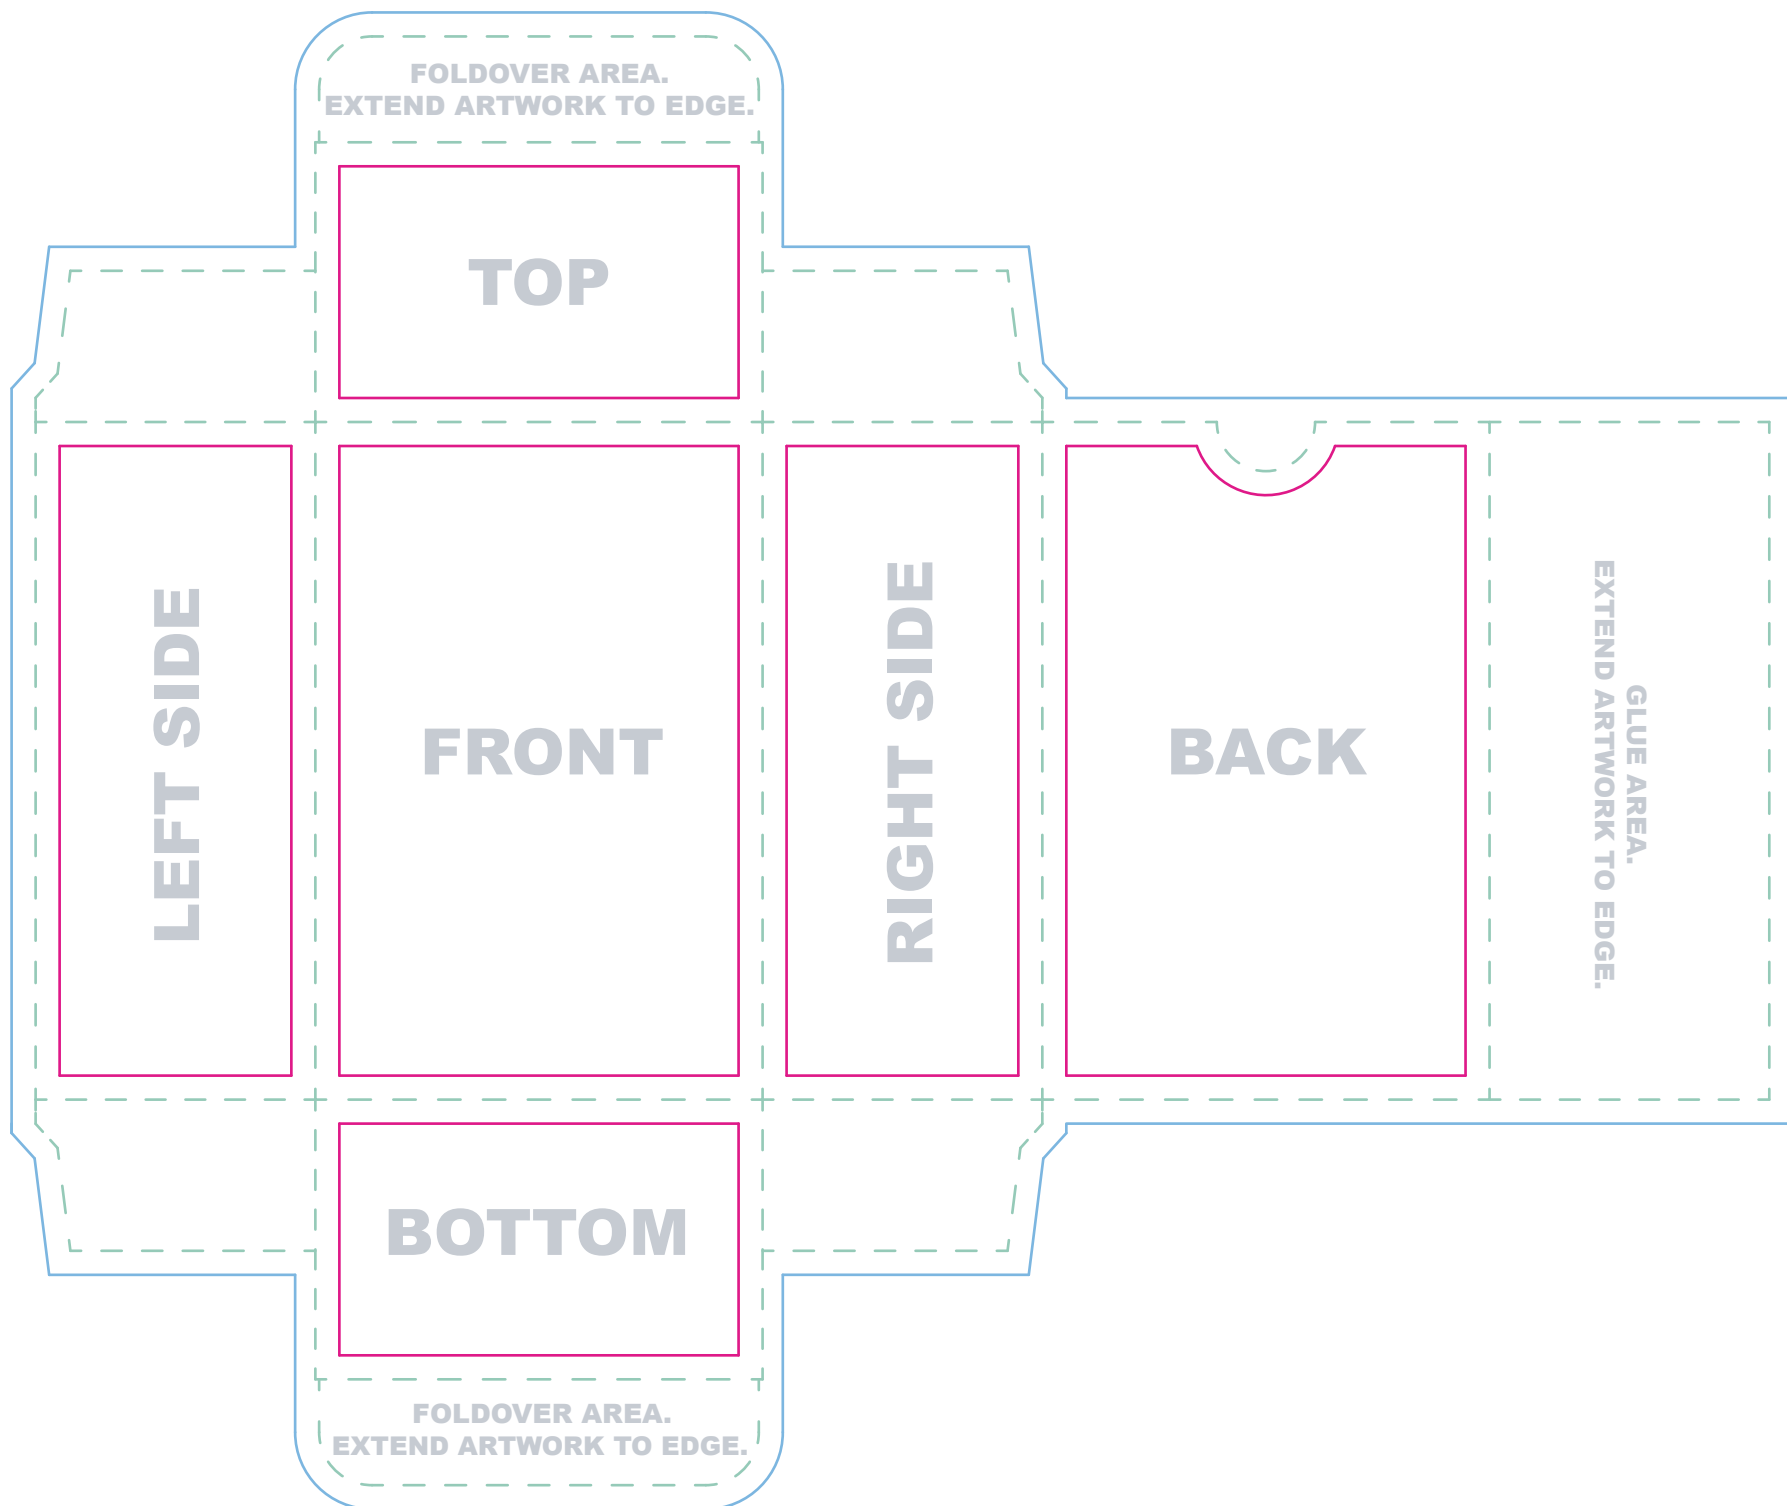 FOLDOVER AREA.
EXTEND ARTWORK TO EDGE.
TOP
LEFT SIDE
FRONT
RIGHT SIDE
BACK
GLUE AREA.
EXTEND ARTWORK TO EDGE.
BOTTOM
FOLDOVER AREA.
EXTEND ARTWORK TO EDGE.